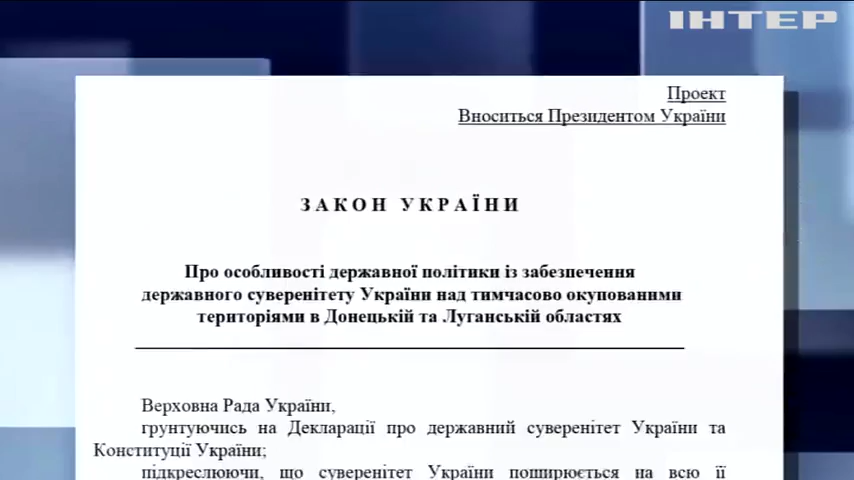 ІНТЕР
Проект
Вноситься Президентом України
ЗАКОН УКРАЇНИ
Про особливості державної політики із забезпечення
державного суверенітету України над тимчасово окупованими
територіями в Донецькій та Луганській областях
Верховна Рада України,
грунтуючись на Декларації про державний суверенітет України та
Конституції України;
підкреслюючи, що суверенітет України поширюється на всю її